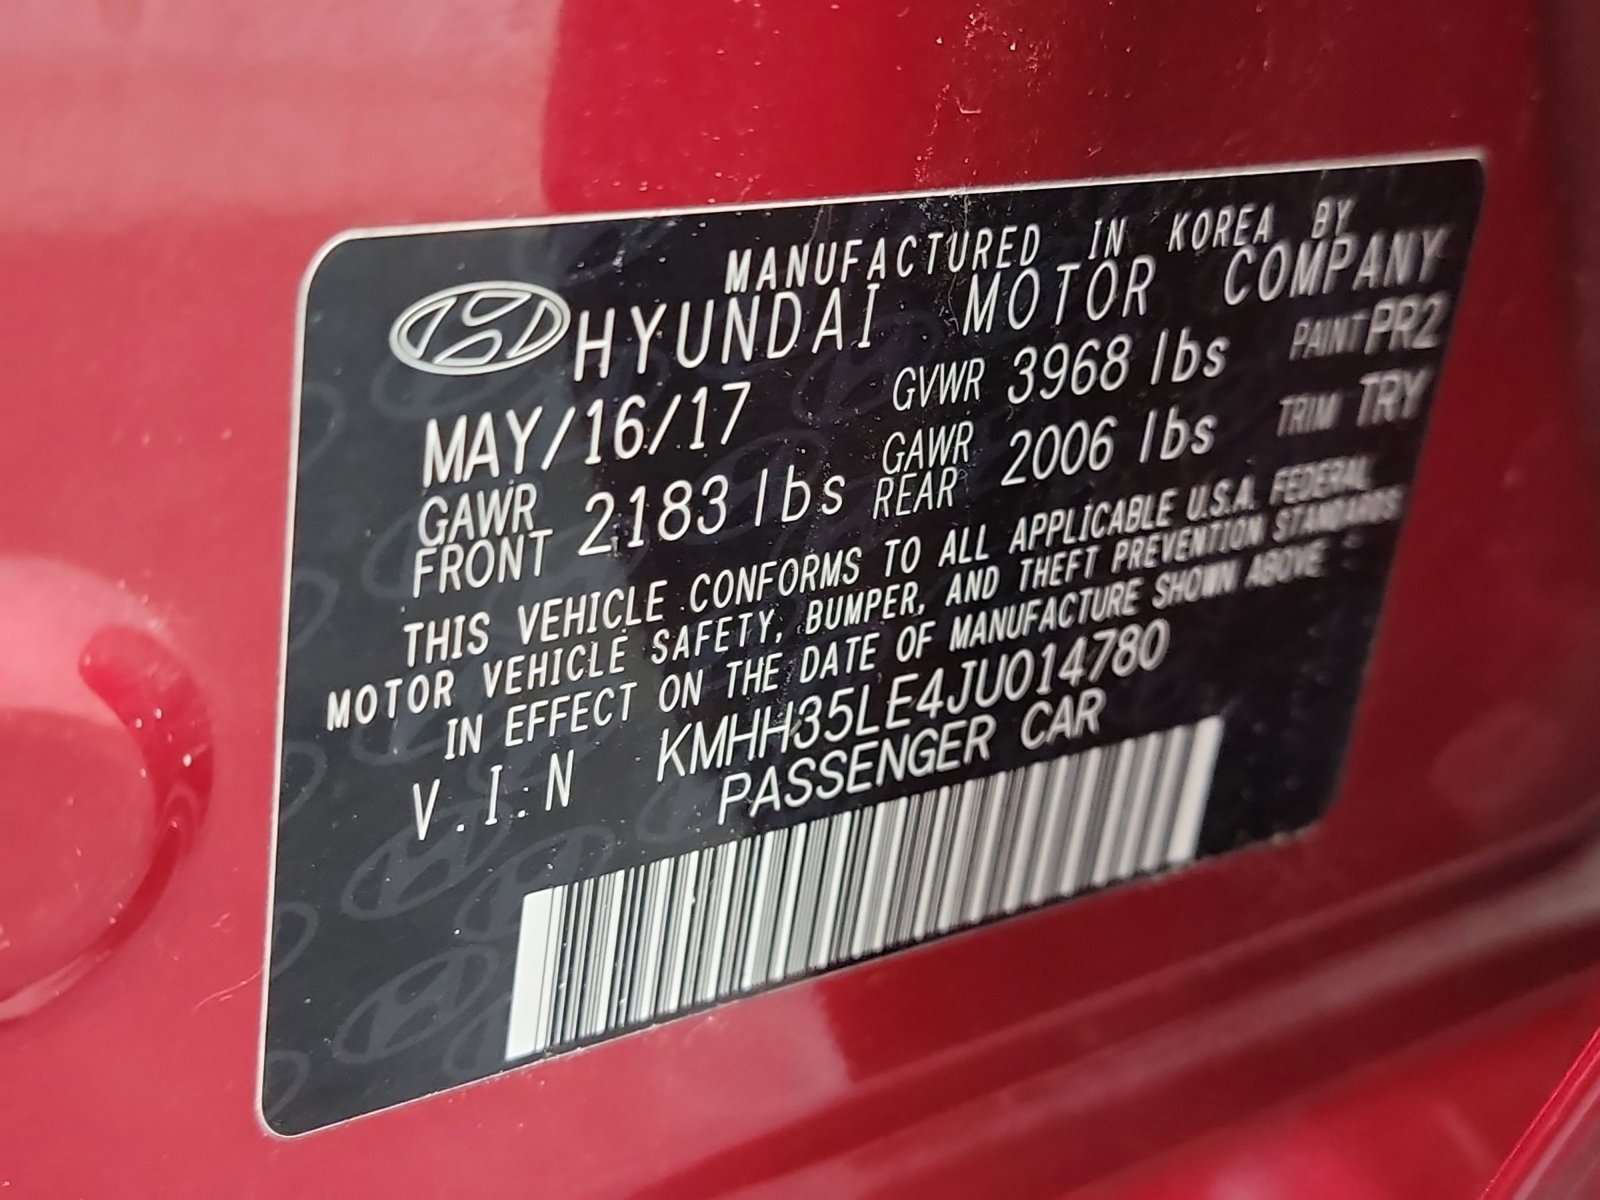 MANUFACTURED IN KOREA BY
HYUNDAI MOTOR COMPANY
MAY/16/17 GVWR 3968 lbs PAINT PR2
GAWR FRONT 2183 lbs GAWR REAR 2006 lbs TRIM TRY
THIS VEHICLE CONFORMS TO ALL APPLICABLE U.S.A. FEDERAL
MOTOR VEHICLE SAFETY, BUMPER, AND THEFT PREVENTION STANDARDS
IN EFFECT ON THE DATE OF MANUFACTURE SHOWN ABOVE
V.I.N KMHH35LE4JU014780
PASSENGER CAR